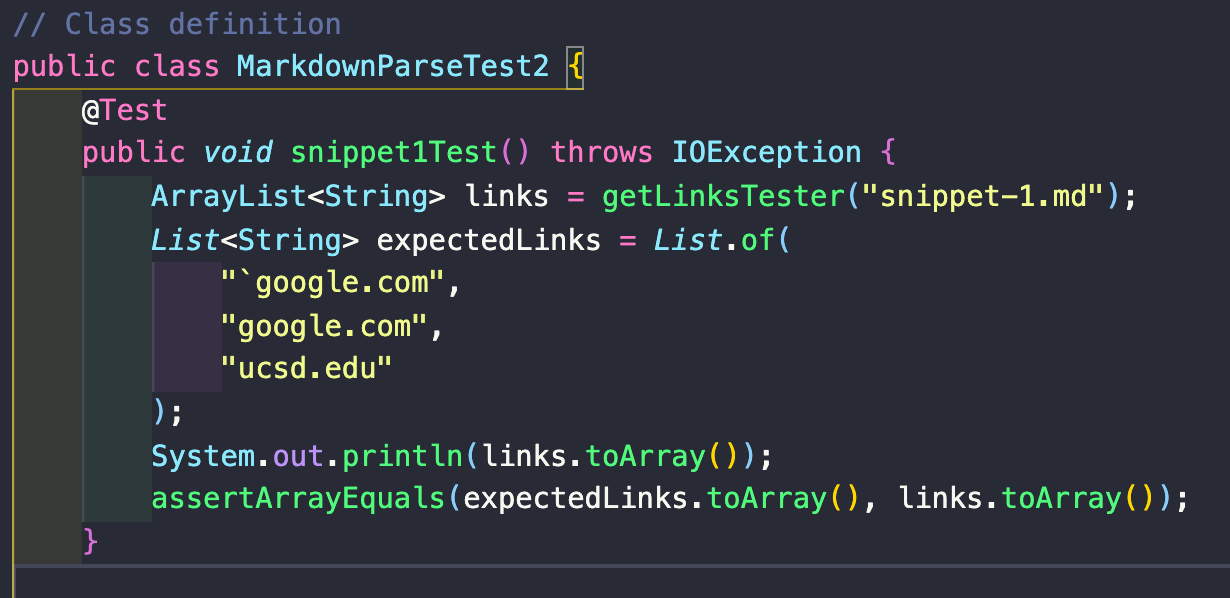 // Class definition
public class MarkdownParseTest2 {
    @Test
    public void snippet1Test() throws IOException {
        ArrayList<String> links = getLinksTester("snippet-1.md");
        List<String> expectedLinks = List.of(
            "`google.com",
            "google.com",
            "ucsd.edu"
        );
        System.out.println(links.toArray());
        assertArrayEquals(expectedLinks.toArray(), links.toArray());
    }